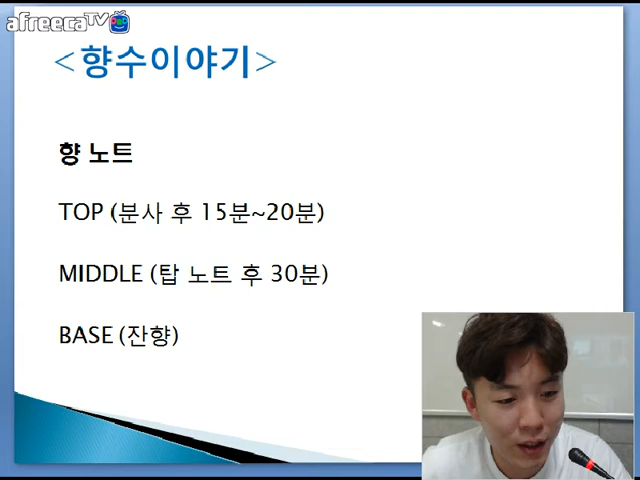 afreecaTV
<향수이야기>
향 노트
TOP (분사 후 15분~20분)
MIDDLE (탑 노트 후 30분)
BASE (잔향)